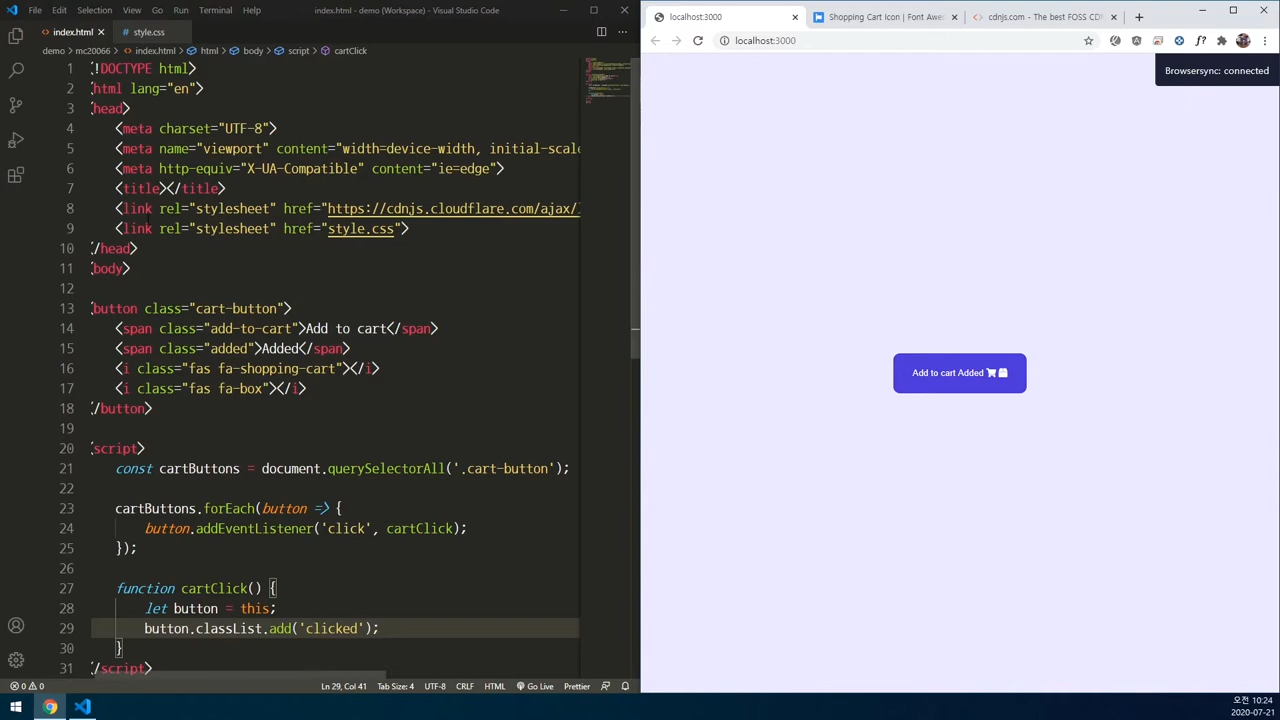 File Edit Selection View Go Run Terminal Help index.html - demo (Workspace) - Visual Studio Code
index.html style.css
demo > mc20066 > index.html > html > body > script > cartClick
1 !DOCTYPE html>
2 html lang="en">
3 head>
4 <meta charset="UTF-8">
5 <meta name="viewport" content="width=device-width, initial-scale
6 <meta http-equiv="X-UA-Compatible" content="ie=edge">
7 <title></title>
8 <link rel="stylesheet" href="https://cdnjs.cloudflare.com/ajax/l
9 <link rel="stylesheet" href="style.css">
10 /head>
11 body>
12
13 button class="cart-button">
14 <span class="add-to-cart">Add to cart</span>
15 <span class="added">Added</span>
16 <i class="fas fa-shopping-cart"></i>
17 <i class="fas fa-box"></i>
18 /button>
19
20 script>
21 const cartButtons = document.querySelectorAll('.cart-button');
22
23 cartButtons.forEach(button => {
24 button.addEventListener('click', cartClick);
25 });
26
27 function cartClick() {
28 let button = this;
29 button.classList.add('clicked');
30 }
31 /script>
0 0 Ln 29, Col 41 Tab Size: 4 UTF-8 CRLF HTML Go Live Prettier
localhost:3000 Shopping Cart Icon | Font Awes cdnjs.com - The best FOSS CDN
localhost:3000
Browsersync: connected
Add to cart Added
오전 10:24
2020-07-21